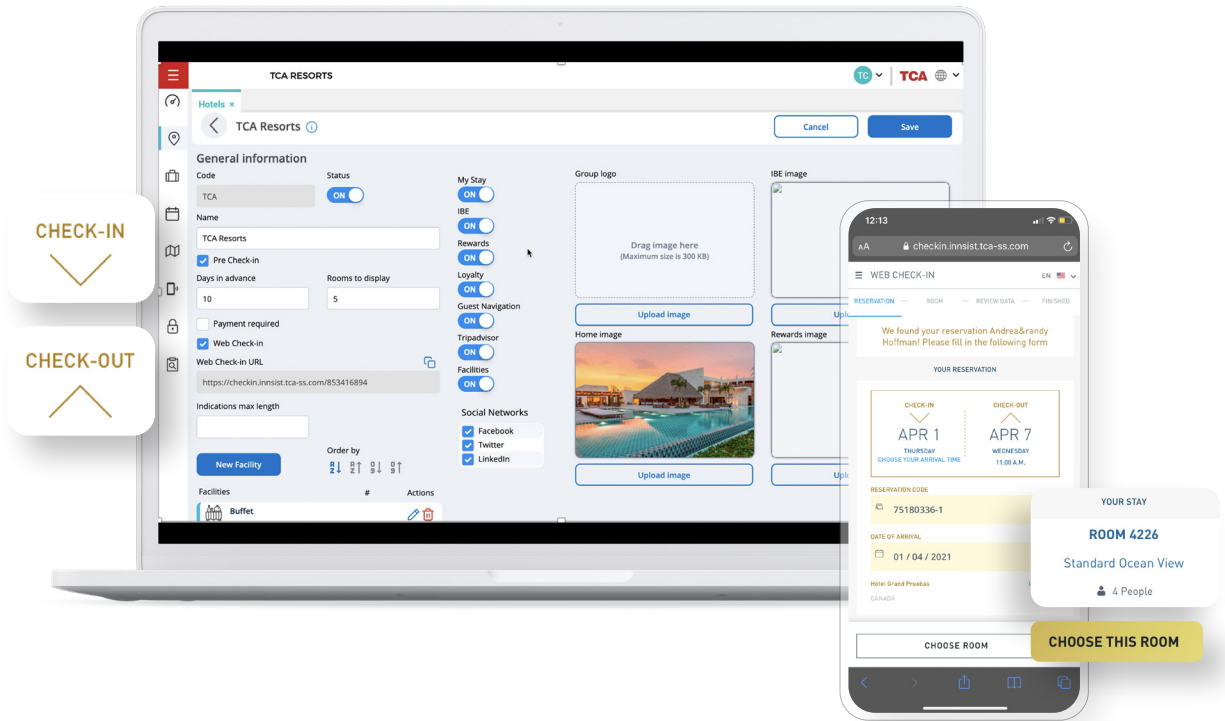 TCA RESORTS
TC
TCA
Hotels ×
TCA Resorts
Cancel
Save
General information
Code
TCA
Status
ON
Name
TCA Resorts
Pre Check-in
Days in advance
10
Rooms to display
5
Payment required
Web Check-in
Web Check-in URL
https://checkin.innsist.tca-ss.com/853416894
Indications max length
New Facility
Order by
Facilities
#
Actions
Buffet
My Stay
ON
IBE
ON
Rewards
ON
Loyalty
ON
Guest Navigation
ON
Tripadvisor
ON
Facilities
ON
Social Networks
Facebook
Twitter
LinkedIn
Group logo
Drag image here
(Maximum size is 300 KB)
Upload image
Home image
Upload image
IBE image
Rewards image
CHECK-IN
CHECK-OUT
12:13
AA
checkin.innsist.tca-ss.com
WEB CHECK-IN
EN
RESERVATION
ROOM
REVIEW DATA
FINISHED
We found your reservation Andrea&randy
Hoffman! Please fill in the following form
YOUR RESERVATION
CHECK-IN
APR 1
THURSDAY
CHOOSE YOUR ARRIVAL TIME
CHECK-OUT
APR 7
WEDNESDAY
11:00 A.M.
RESERVATION CODE
75180336-1
DATE OF ARRIVAL
01 / 04 / 2021
Hotel Grand Pruebas
CANADA
CHOOSE ROOM
YOUR STAY
ROOM 4226
Standard Ocean View
4 People
CHOOSE THIS ROOM